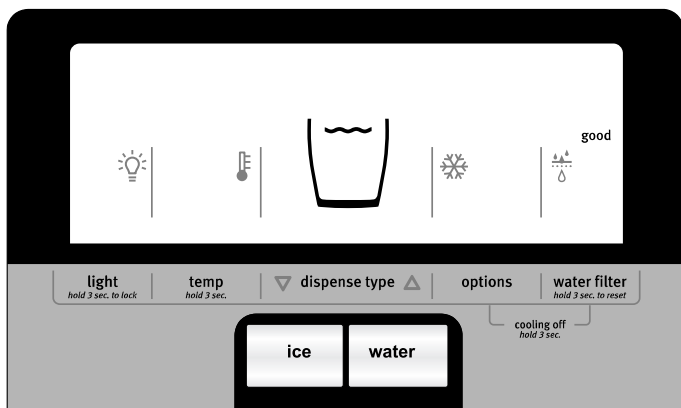 good
light
hold 3 sec. to lock
temp
hold 3 sec.
dispense type
options
water filter
hold 3 sec. to reset
cooling off
hold 3 sec.
ice
water